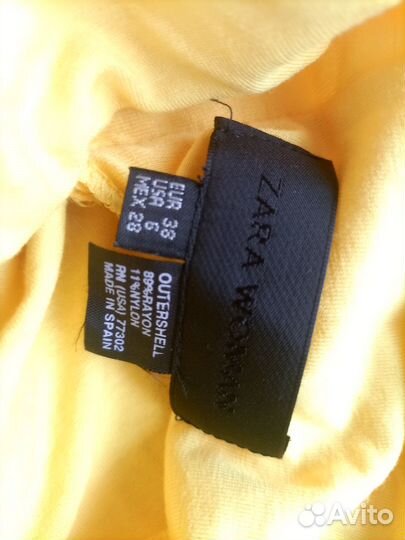 ZARA WOMAN
EUR 38
USA 6
MEX 28
OUTERSHELL
89%RAYON
11%NYLON
RN (USA) 77302
MADE IN SPAIN
Avito